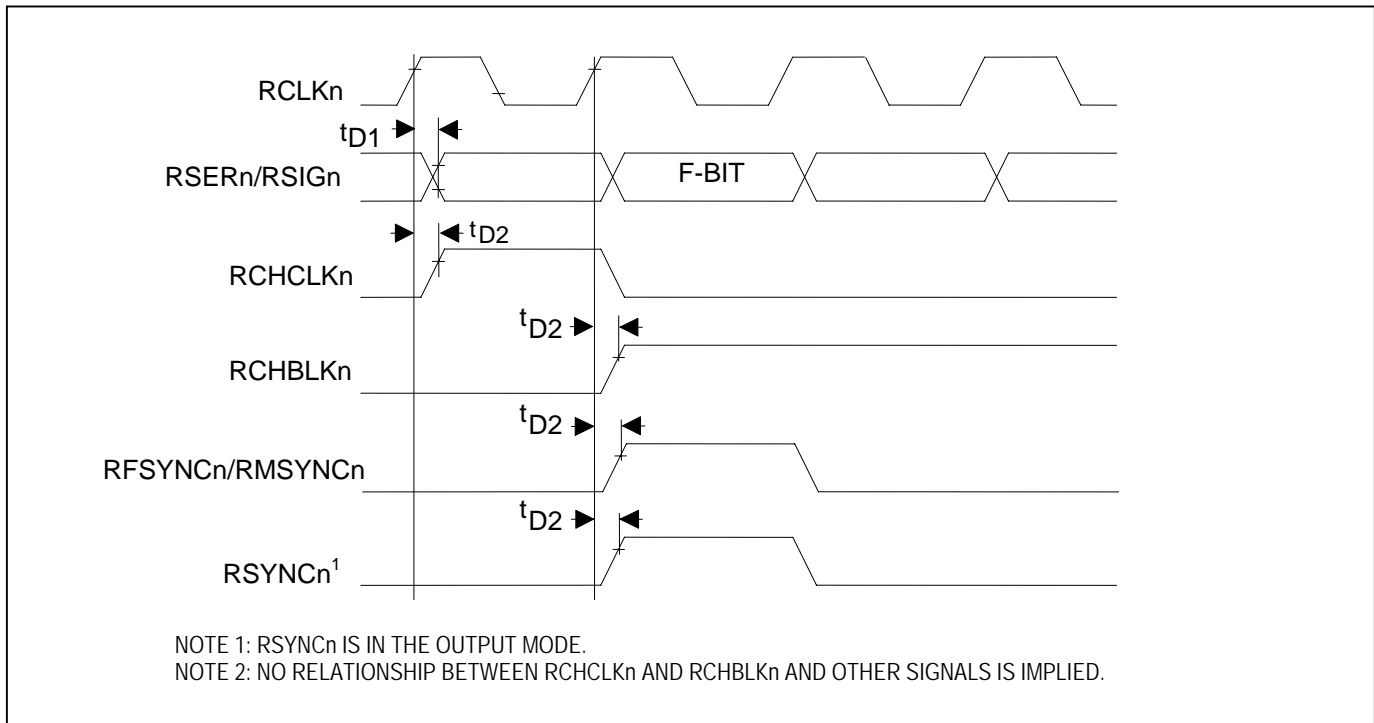 RCLKn
tD1
RSERn/RSIGn
F-BIT
tD2
RCHCLKn
tD2
RCHBLKn
tD2
RFSYNCn/RMSYNCn
tD2
RSYNCn1
NOTE 1: RSYNCn IS IN THE OUTPUT MODE.
NOTE 2: NO RELATIONSHIP BETWEEN RCHCLKn AND RCHBLKn AND OTHER SIGNALS IS IMPLIED.